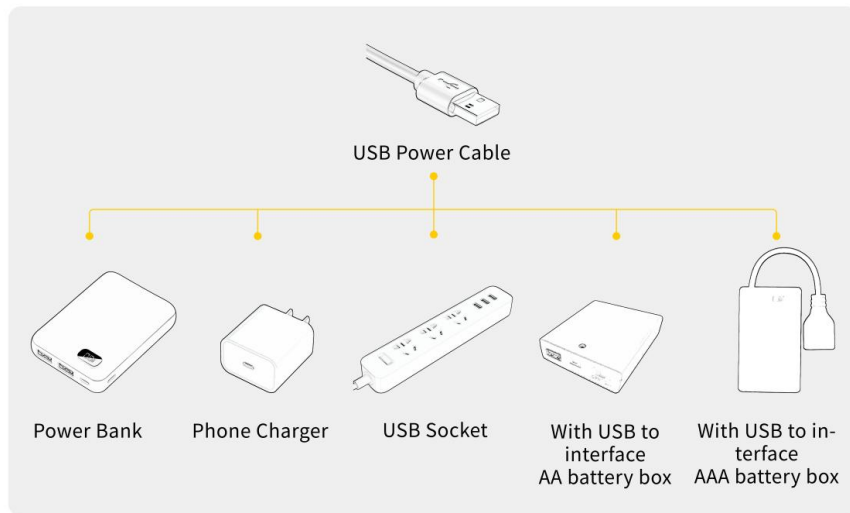 USB Power Cable
Power Bank
Phone Charger
USB Socket
With USB to
interface
AA battery box
With USB to in-
terface
AAA battery box